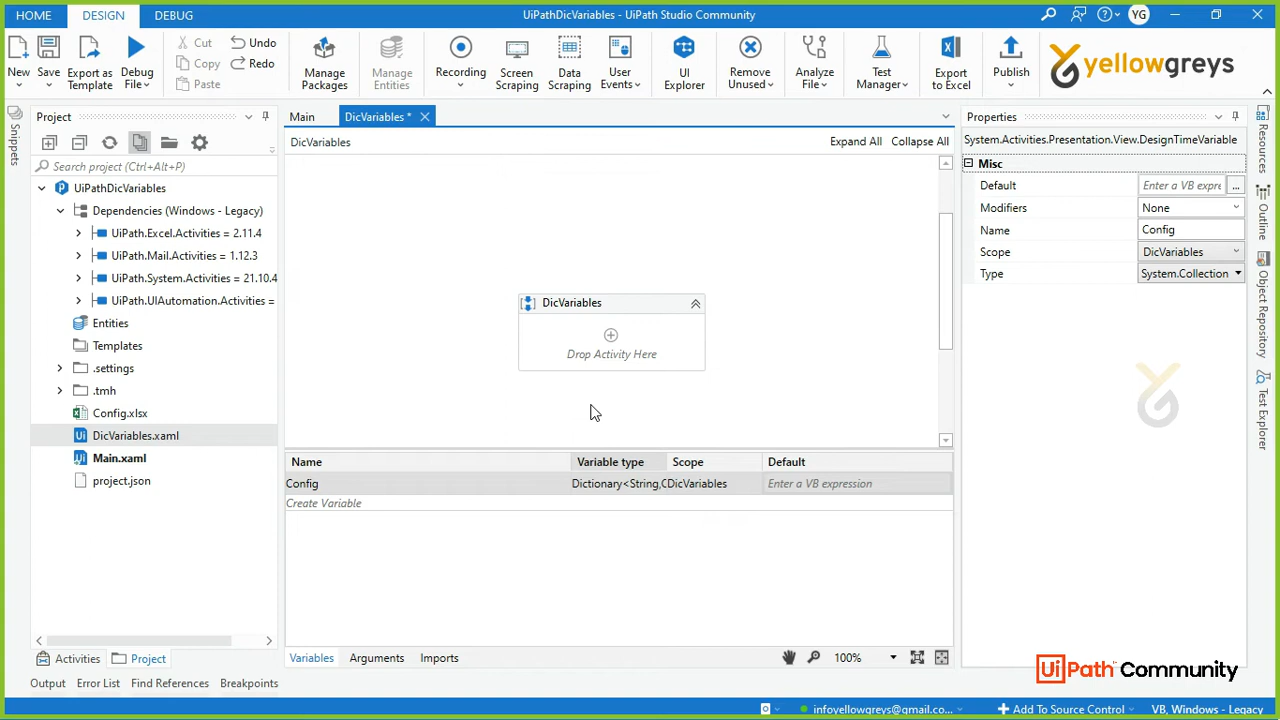 HOME DESIGN DEBUG UiPathDicVariables - UiPath Studio Community YG
New Save Export as Template Debug File Cut Copy Paste Undo Redo Manage Packages Manage Entities Recording Screen Scraping Data Scraping User Events UI Explorer Remove Unused Analyze File Test Manager Export to Excel Publish yellowgreys
Project
Search project (Ctrl+Alt+P)
UiPathDicVariables
Dependencies (Windows - Legacy)
UiPath.Excel.Activities = 2.11.4
UiPath.Mail.Activities = 1.12.3
UiPath.System.Activities = 21.10.4
UiPath.UIAutomation.Activities =
Entities
Templates
.settings
.tmh
Config.xlsx
DicVariables.xaml
Main.xaml
project.json
Activities Project
Snippets
Main DicVariables *
DicVariables Expand All Collapse All
DicVariables
Drop Activity Here
Name Variable type Scope Default
Config Dictionary<String,C DicVariables Enter a VB expression
Create Variable
Variables Arguments Imports 100%
Properties
System.Activities.Presentation.View.DesignTimeVariable
Misc
Default Enter a VB expre ...
Modifiers None
Name Config
Scope DicVariables
Type System.Collection
Resources
Outline
Object Repository
Test Explorer
UiPath Community
Output Error List Find References Breakpoints
infoyellowgreys@gmail.co... Add To Source Control VB, Windows - Legacy